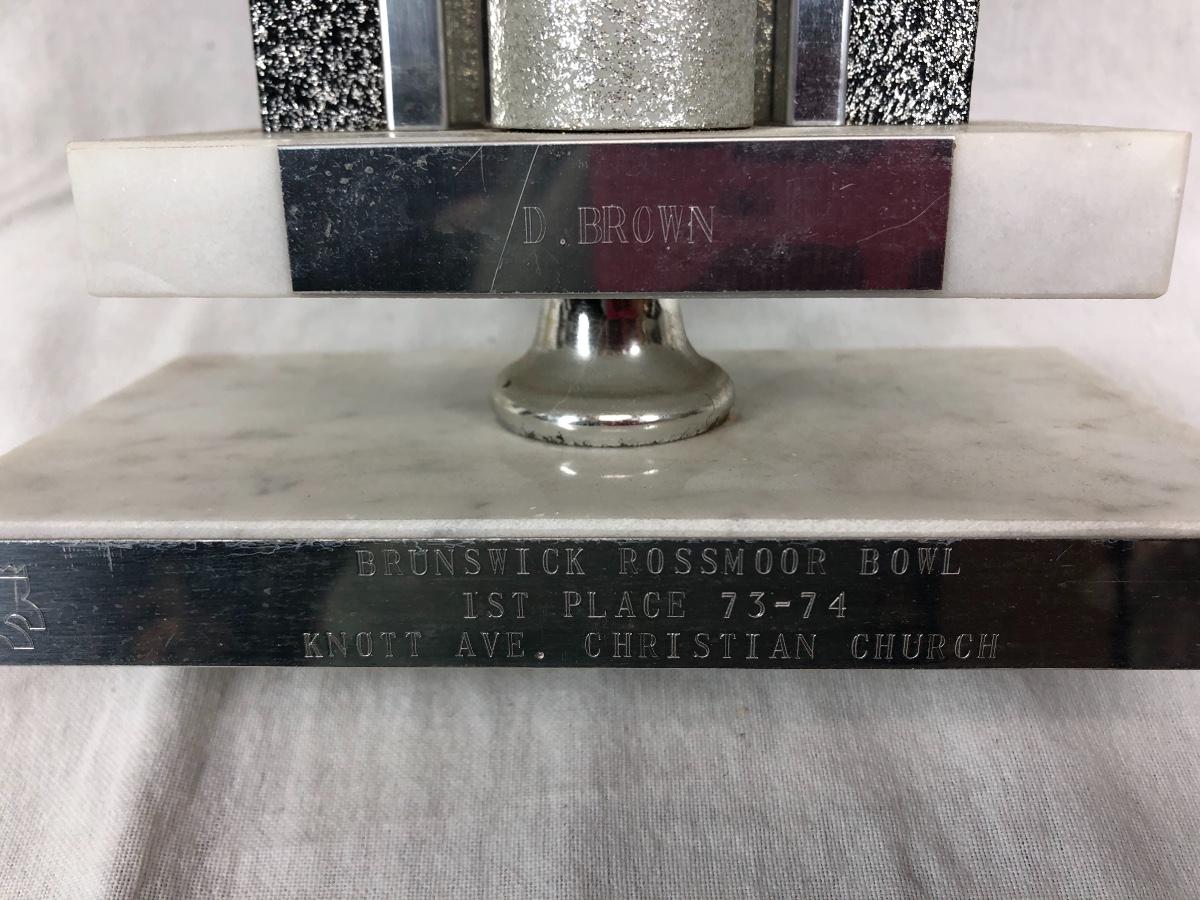 D. BROWN
BRUNSWICK ROSSMOOR BOWL
1ST PLACE 73-74
KNOTT AVE. CHRISTIAN CHURCH